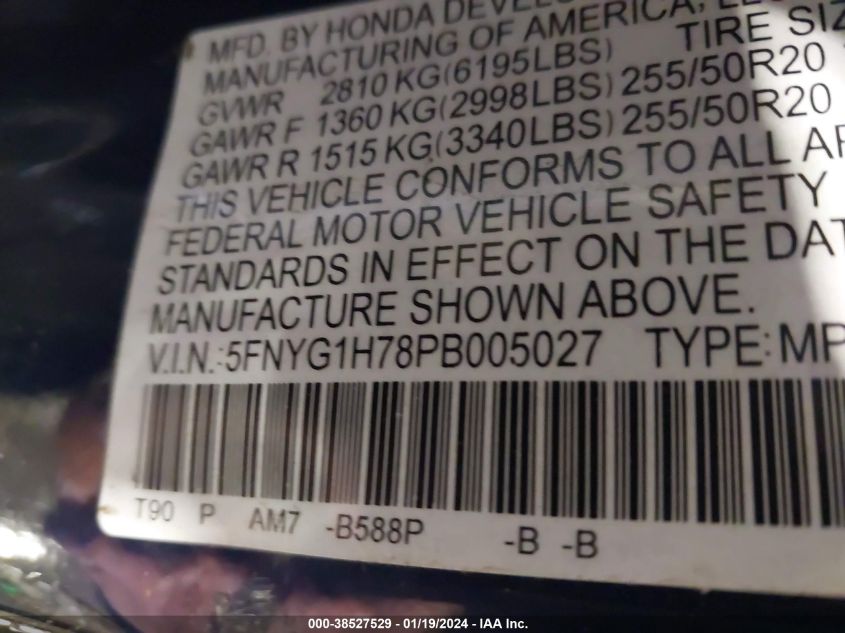 MFD. BY HONDA
MANUFACTURING OF AMERICA,
GVWR 2810 KG(6195LBS) TIRE
GAWR F 1360 KG(2998LBS) 255/50R20
GAWR R 1515 KG(3340LBS) 255/50R20
THIS VEHICLE CONFORMS TO ALL
FEDERAL MOTOR VEHICLE SAFETY
STANDARDS IN EFFECT ON THE
MANUFACTURE SHOWN ABOVE.
V.I.N.:5FNYG1H78PB005027 TYPE:MP
T90 P AM7 -B588P -B -B
000-38527529 - 01/19/2024 - IAA Inc.